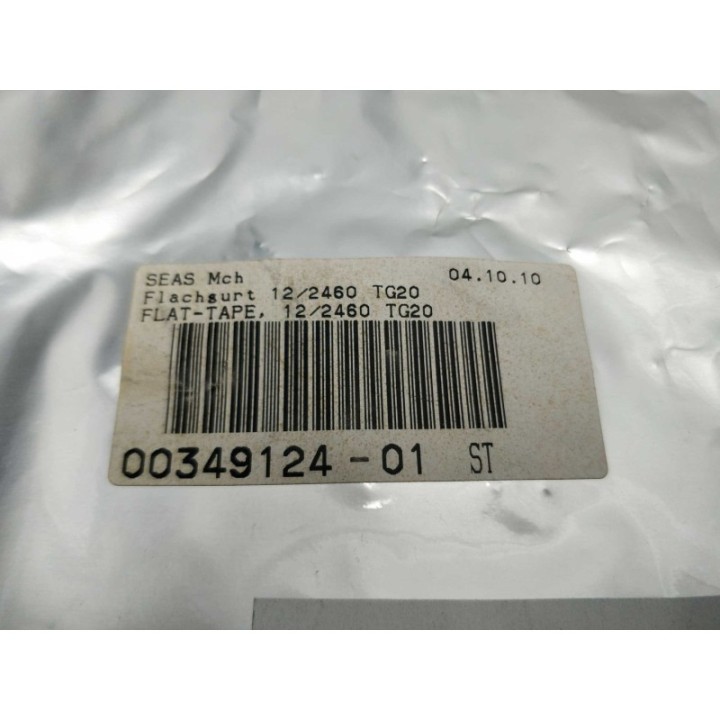 SEAS Mch 04.10.10
Flachgurt 12/2460 TG20
FLAT-TAPE, 12/2460 TG20
00349124-01 ST